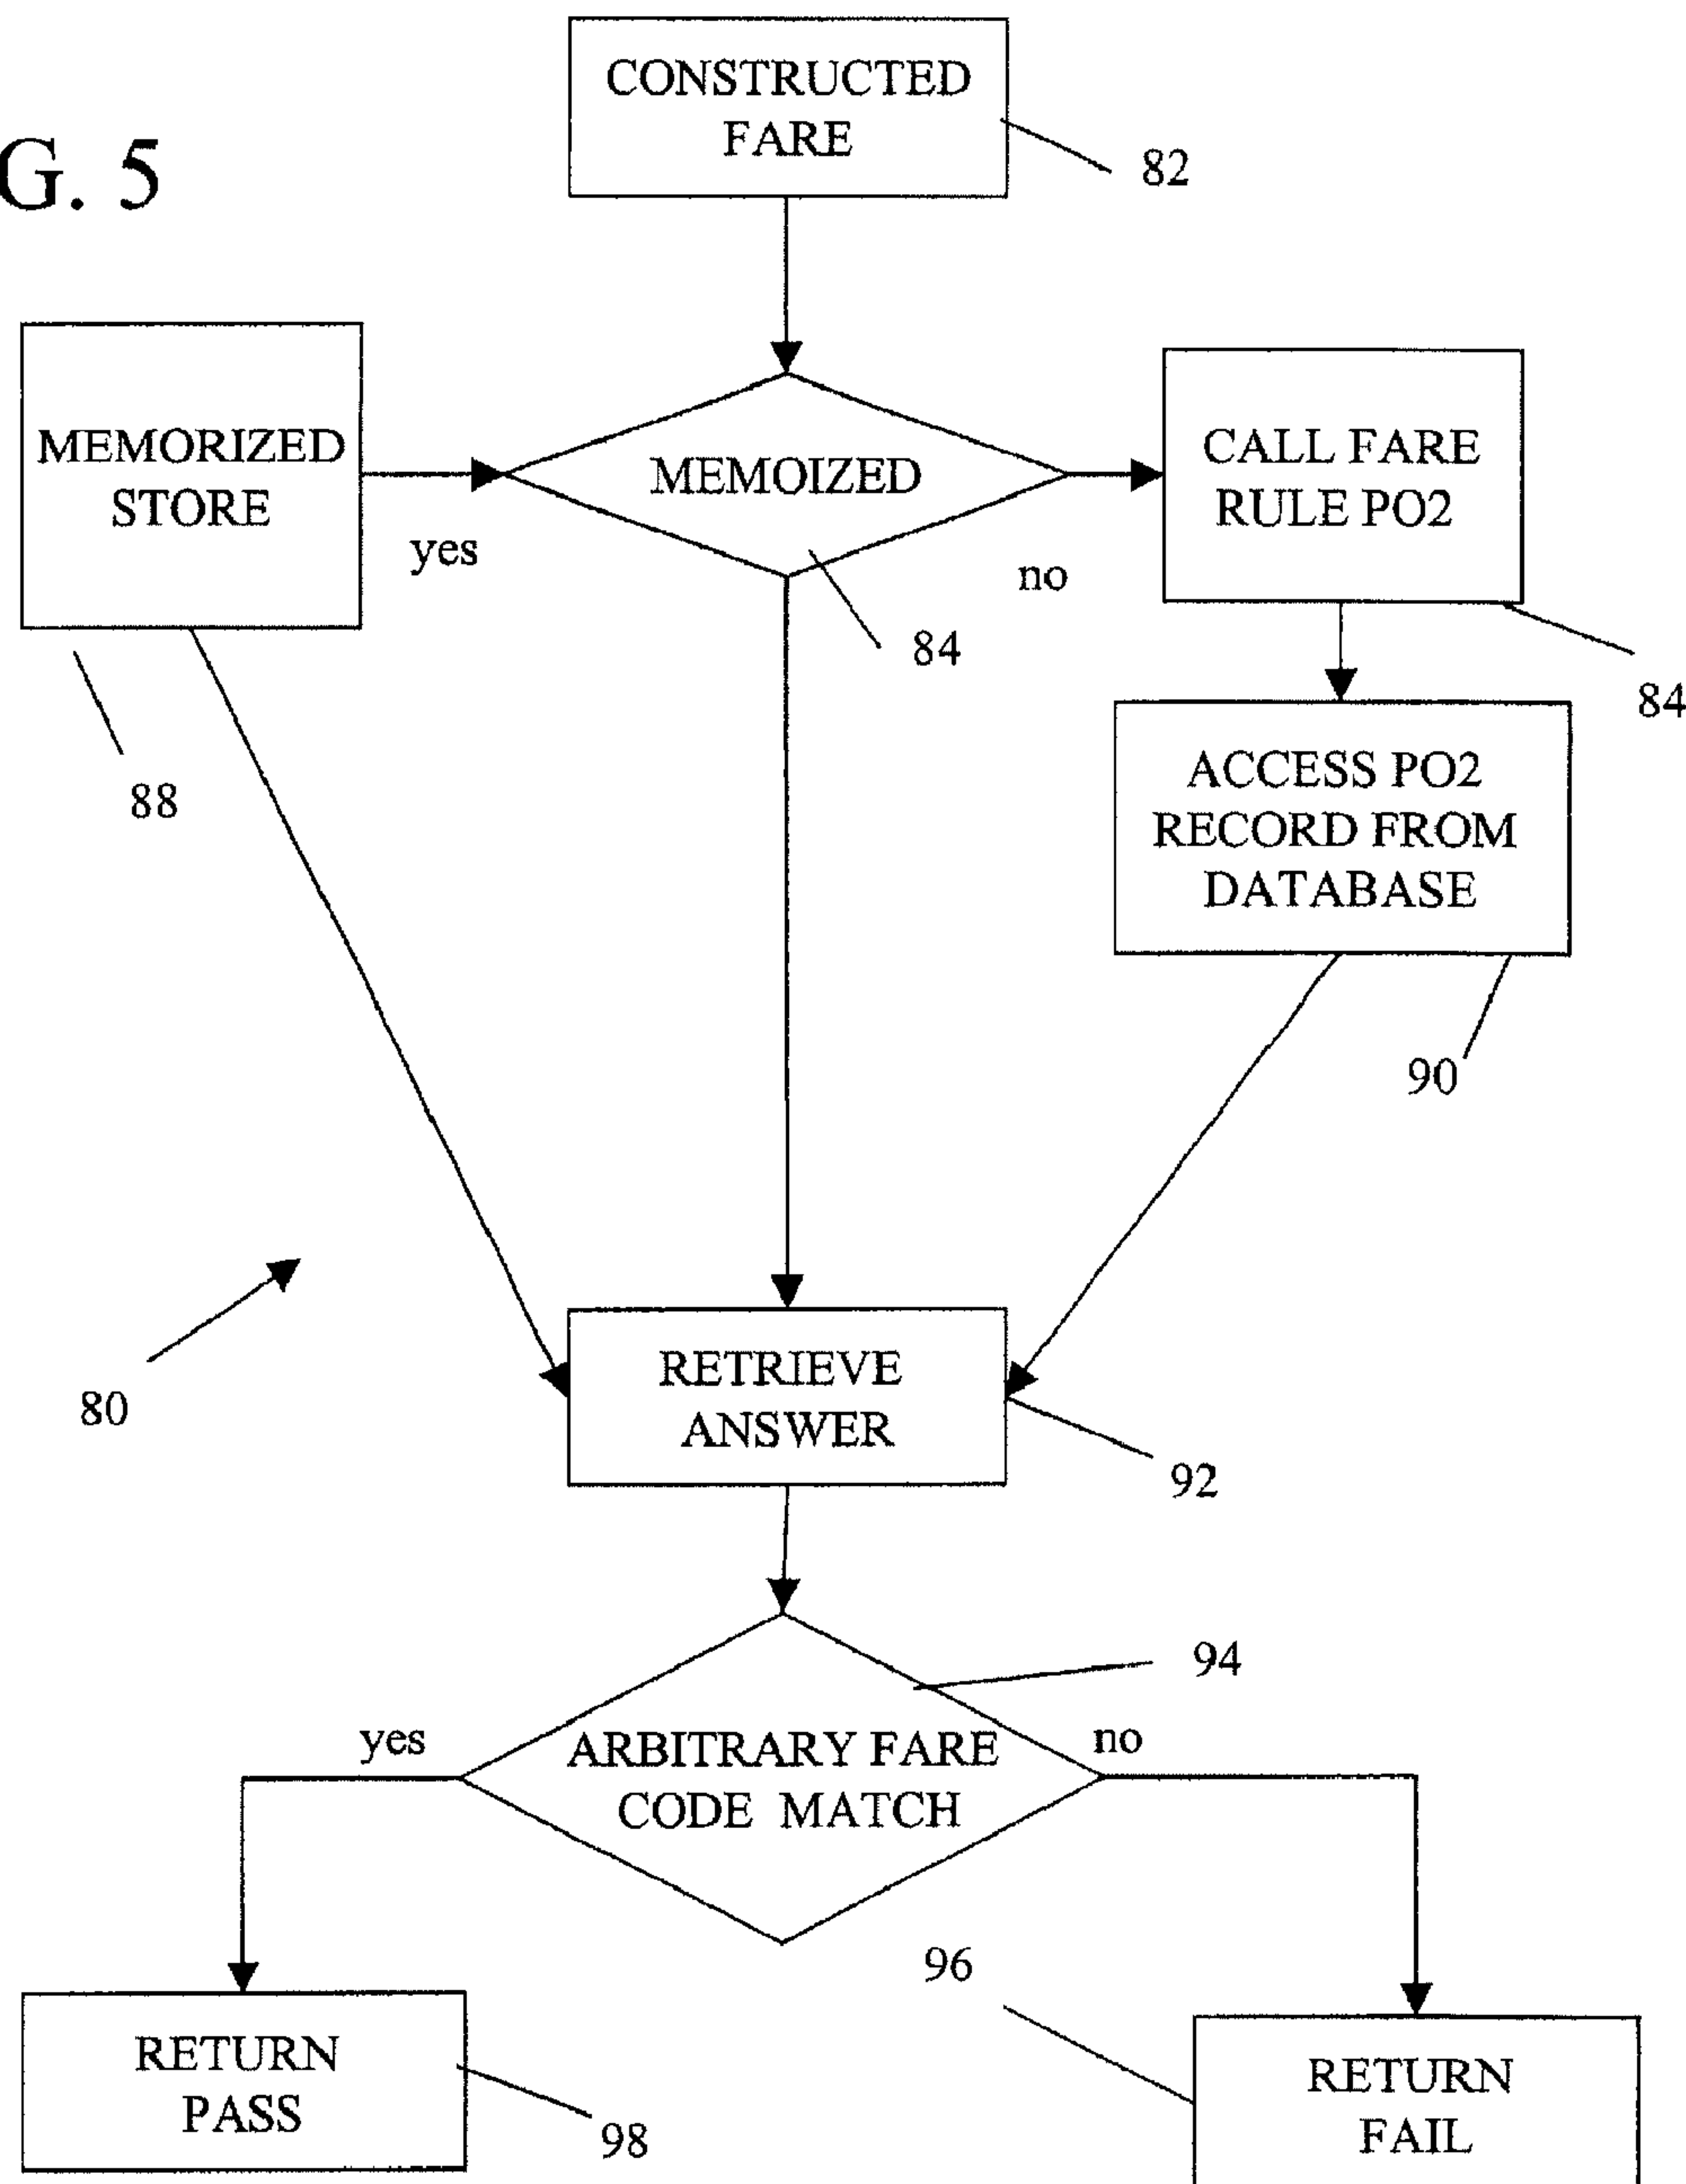 G. 5
CONSTRUCTED
FARE
82
MEMORIZED
STORE
yes
MEMOIZED
no
84
CALL FARE
RULE PO2
84
88
ACCESS PO2
RECORD FROM
DATABASE
90
80
RETRIEVE
ANSWER
92
94
yes
ARBITRARY FARE
CODE MATCH
no
96
RETURN
PASS
98
RETURN
FAIL